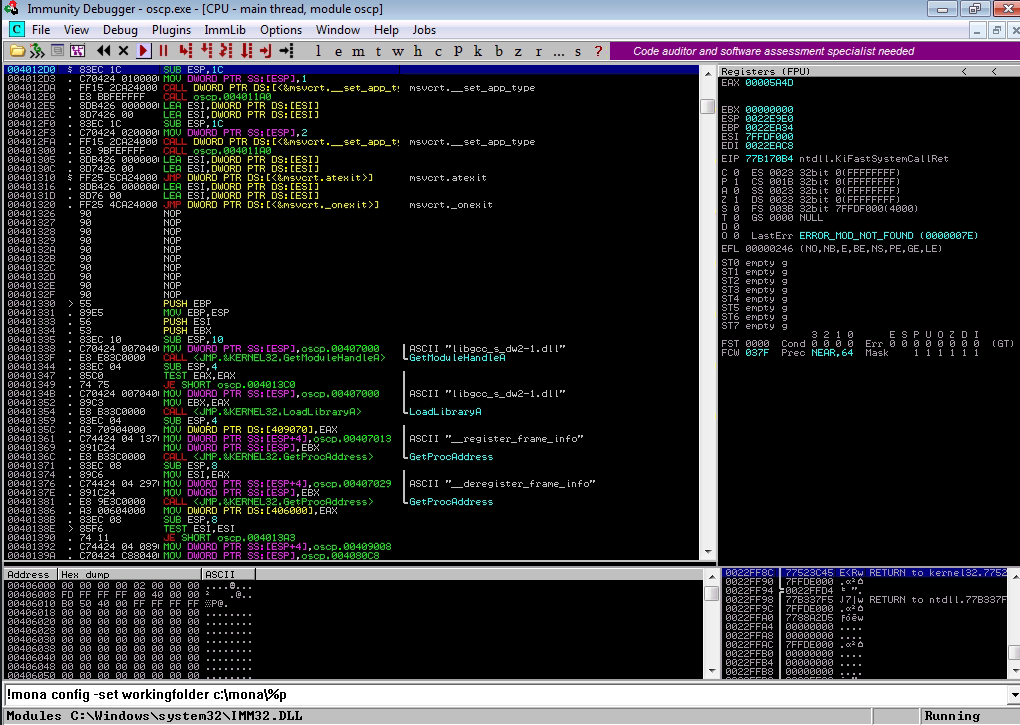 Immunity Debugger - oscp.exe - [CPU - main thread, module oscp]
C File View Debug Plugins ImmLib Options Window Help Jobs
l e m t w h c p k b z r ... s ? Code auditor and software assessment specialist needed
004012D0 $ 83EC 1C SUB ESP,1C
004012D3 . C70424 010000 MOV DWORD PTR SS:[ESP],1
004012DA . FF15 2CA24000 CALL DWORD PTR DS:[<&msvcrt.__set_app_ty msvcrt.__set_app_type
004012E0 . E8 BBFEFFFF CALL oscp.004011A0
004012E5 . 8DB426 000000 LEA ESI,DWORD PTR DS:[ESI]
004012EC . 8D7426 00 LEA ESI,DWORD PTR DS:[ESI]
004012F0 . 83EC 1C SUB ESP,1C
004012F3 . C70424 020000 MOV DWORD PTR SS:[ESP],2
004012FA . FF15 2CA24000 CALL DWORD PTR DS:[<&msvcrt.__set_app_ty msvcrt.__set_app_type
00401300 . E8 9BFEFFFF CALL oscp.004011A0
00401305 . 8DB426 000000 LEA ESI,DWORD PTR DS:[ESI]
0040130C . 8D7426 00 LEA ESI,DWORD PTR DS:[ESI]
00401310 $ FF25 5CA24000 JMP DWORD PTR DS:[<&msvcrt.atexit>] msvcrt.atexit
00401316 . 8DB426 000000 LEA ESI,DWORD PTR DS:[ESI]
0040131D . 8D76 00 LEA ESI,DWORD PTR DS:[ESI]
00401320 . FF25 4CA24000 JMP DWORD PTR DS:[<&msvcrt._onexit>] msvcrt._onexit
00401326 90 NOP
00401327 90 NOP
00401328 90 NOP
00401329 90 NOP
0040132A 90 NOP
0040132B 90 NOP
0040132C 90 NOP
0040132D 90 NOP
0040132E 90 NOP
0040132F 90 NOP
00401330 > 55 PUSH EBP
00401331 . 89E5 MOV EBP,ESP
00401333 . 56 PUSH ESI
00401334 . 53 PUSH EBX
00401335 . 83EC 10 SUB ESP,10
00401338 . C70424 007040 MOV DWORD PTR SS:[ESP],oscp.00407000 ASCII "libgcc_s_dw2-1.dll"
0040133F . E8 E83C0000 CALL <JMP.&KERNEL32.GetModuleHandleA> GetModuleHandleA
00401344 . 83EC 04 SUB ESP,4
00401347 . 85C0 TEST EAX,EAX
00401349 . 74 75 JE SHORT oscp.004013C0
0040134B . C70424 007040 MOV DWORD PTR SS:[ESP],oscp.00407000 ASCII "libgcc_s_dw2-1.dll"
00401352 . 89C3 MOV EBX,EAX
00401354 . E8 B33C0000 CALL <JMP.&KERNEL32.LoadLibraryA> LoadLibraryA
00401359 . 83EC 04 SUB ESP,4
0040135C . A3 70904000 MOV DWORD PTR DS:[409070],EAX
00401361 . C74424 04 137 MOV DWORD PTR SS:[ESP+4],oscp.00407013 ASCII "__register_frame_info"
00401369 . 891C24 MOV DWORD PTR SS:[ESP],EBX
0040136C . E8 B33C0000 CALL <JMP.&KERNEL32.GetProcAddress> GetProcAddress
00401371 . 83EC 08 SUB ESP,8
00401374 . 89C6 MOV ESI,EAX
00401376 . C74424 04 297 MOV DWORD PTR SS:[ESP+4],oscp.00407029 ASCII "__deregister_frame_info"
0040137E . 891C24 MOV DWORD PTR SS:[ESP],EBX
00401381 . E8 9E3C0000 CALL <JMP.&KERNEL32.GetProcAddress> GetProcAddress
00401386 . A3 00604000 MOV DWORD PTR DS:[406000],EAX
0040138B . 83EC 08 SUB ESP,8
0040138E > 85F6 TEST ESI,ESI
00401390 . 74 11 JE SHORT oscp.004013A3
00401392 . C74424 04 089 MOV DWORD PTR SS:[ESP+4],oscp.00409008
0040139A . C70424 C88040 MOV DWORD PTR SS:[ESP],oscp.004080C8
Registers (FPU) < <
EAX 00005A4D
EBX 00000000
ESP 0022E9E0
EBP 0022EA34
ESI 7FFDF000
EDI 0022EAC8
EIP 77B170B4 ntdll.KiFastSystemCallRet
C 0 ES 0023 32bit 0(FFFFFFFF)
P 1 CS 001B 32bit 0(FFFFFFFF)
A 0 SS 0023 32bit 0(FFFFFFFF)
Z 1 DS 0023 32bit 0(FFFFFFFF)
S 0 FS 003B 32bit 7FFDF000(4000)
T 0 GS 0000 NULL
D 0
O 0 LastErr ERROR_MOD_NOT_FOUND (0000007E)
EFL 00000246 (NO,NB,E,BE,NS,PE,GE,LE)
ST0 empty g
ST1 empty g
ST2 empty g
ST3 empty g
ST4 empty g
ST5 empty g
ST6 empty g
ST7 empty g
3 2 1 0 E S P U O Z D I
FST 0000 Cond 0 0 0 0 Err 0 0 0 0 0 0 0 0 (GT)
FCW 037F Prec NEAR,64 Mask 1 1 1 1 1 1
Address Hex dump ASCII
00406000 00 00 00 00 02 00 00 00
00406008 FD FF FF FF 00 40 00 00
00406010 B0 50 40 00 FF FF FF FF
00406018 00 00 00 00 00 00 00 00 ........
00406020 00 00 00 00 00 00 00 00 ........
00406028 00 00 00 00 00 00 00 00 ........
00406030 00 00 00 00 00 00 00 00 ........
00406038 00 00 00 00 00 00 00 00 ........
00406040 00 00 00 00 00 00 00 00 ........
00406048 00 00 00 00 00 00 00 00 ........
00406050 00 00 00 00 00 00 00 00 ........
0022FF8C 77523C45 E<Rw RETURN to kernel32.7752
0022FF90 7FFDE000
0022FF94 0022FFD4
0022FF98 77B337F5 RETURN to ntdll.77B337F
0022FF9C 7FFDE000
0022FFA0 7788A2D5
0022FFA4 00000000 ....
0022FFA8 00000000 ....
0022FFAC 7FFDE000
0022FFB0 00000000 ....
0022FFB4 00000000 ....
0022FFB8 00000000 ....
!mona config -set workingfolder c:\mona\%p
Modules C:\Windows\system32\IMM32.DLL Running